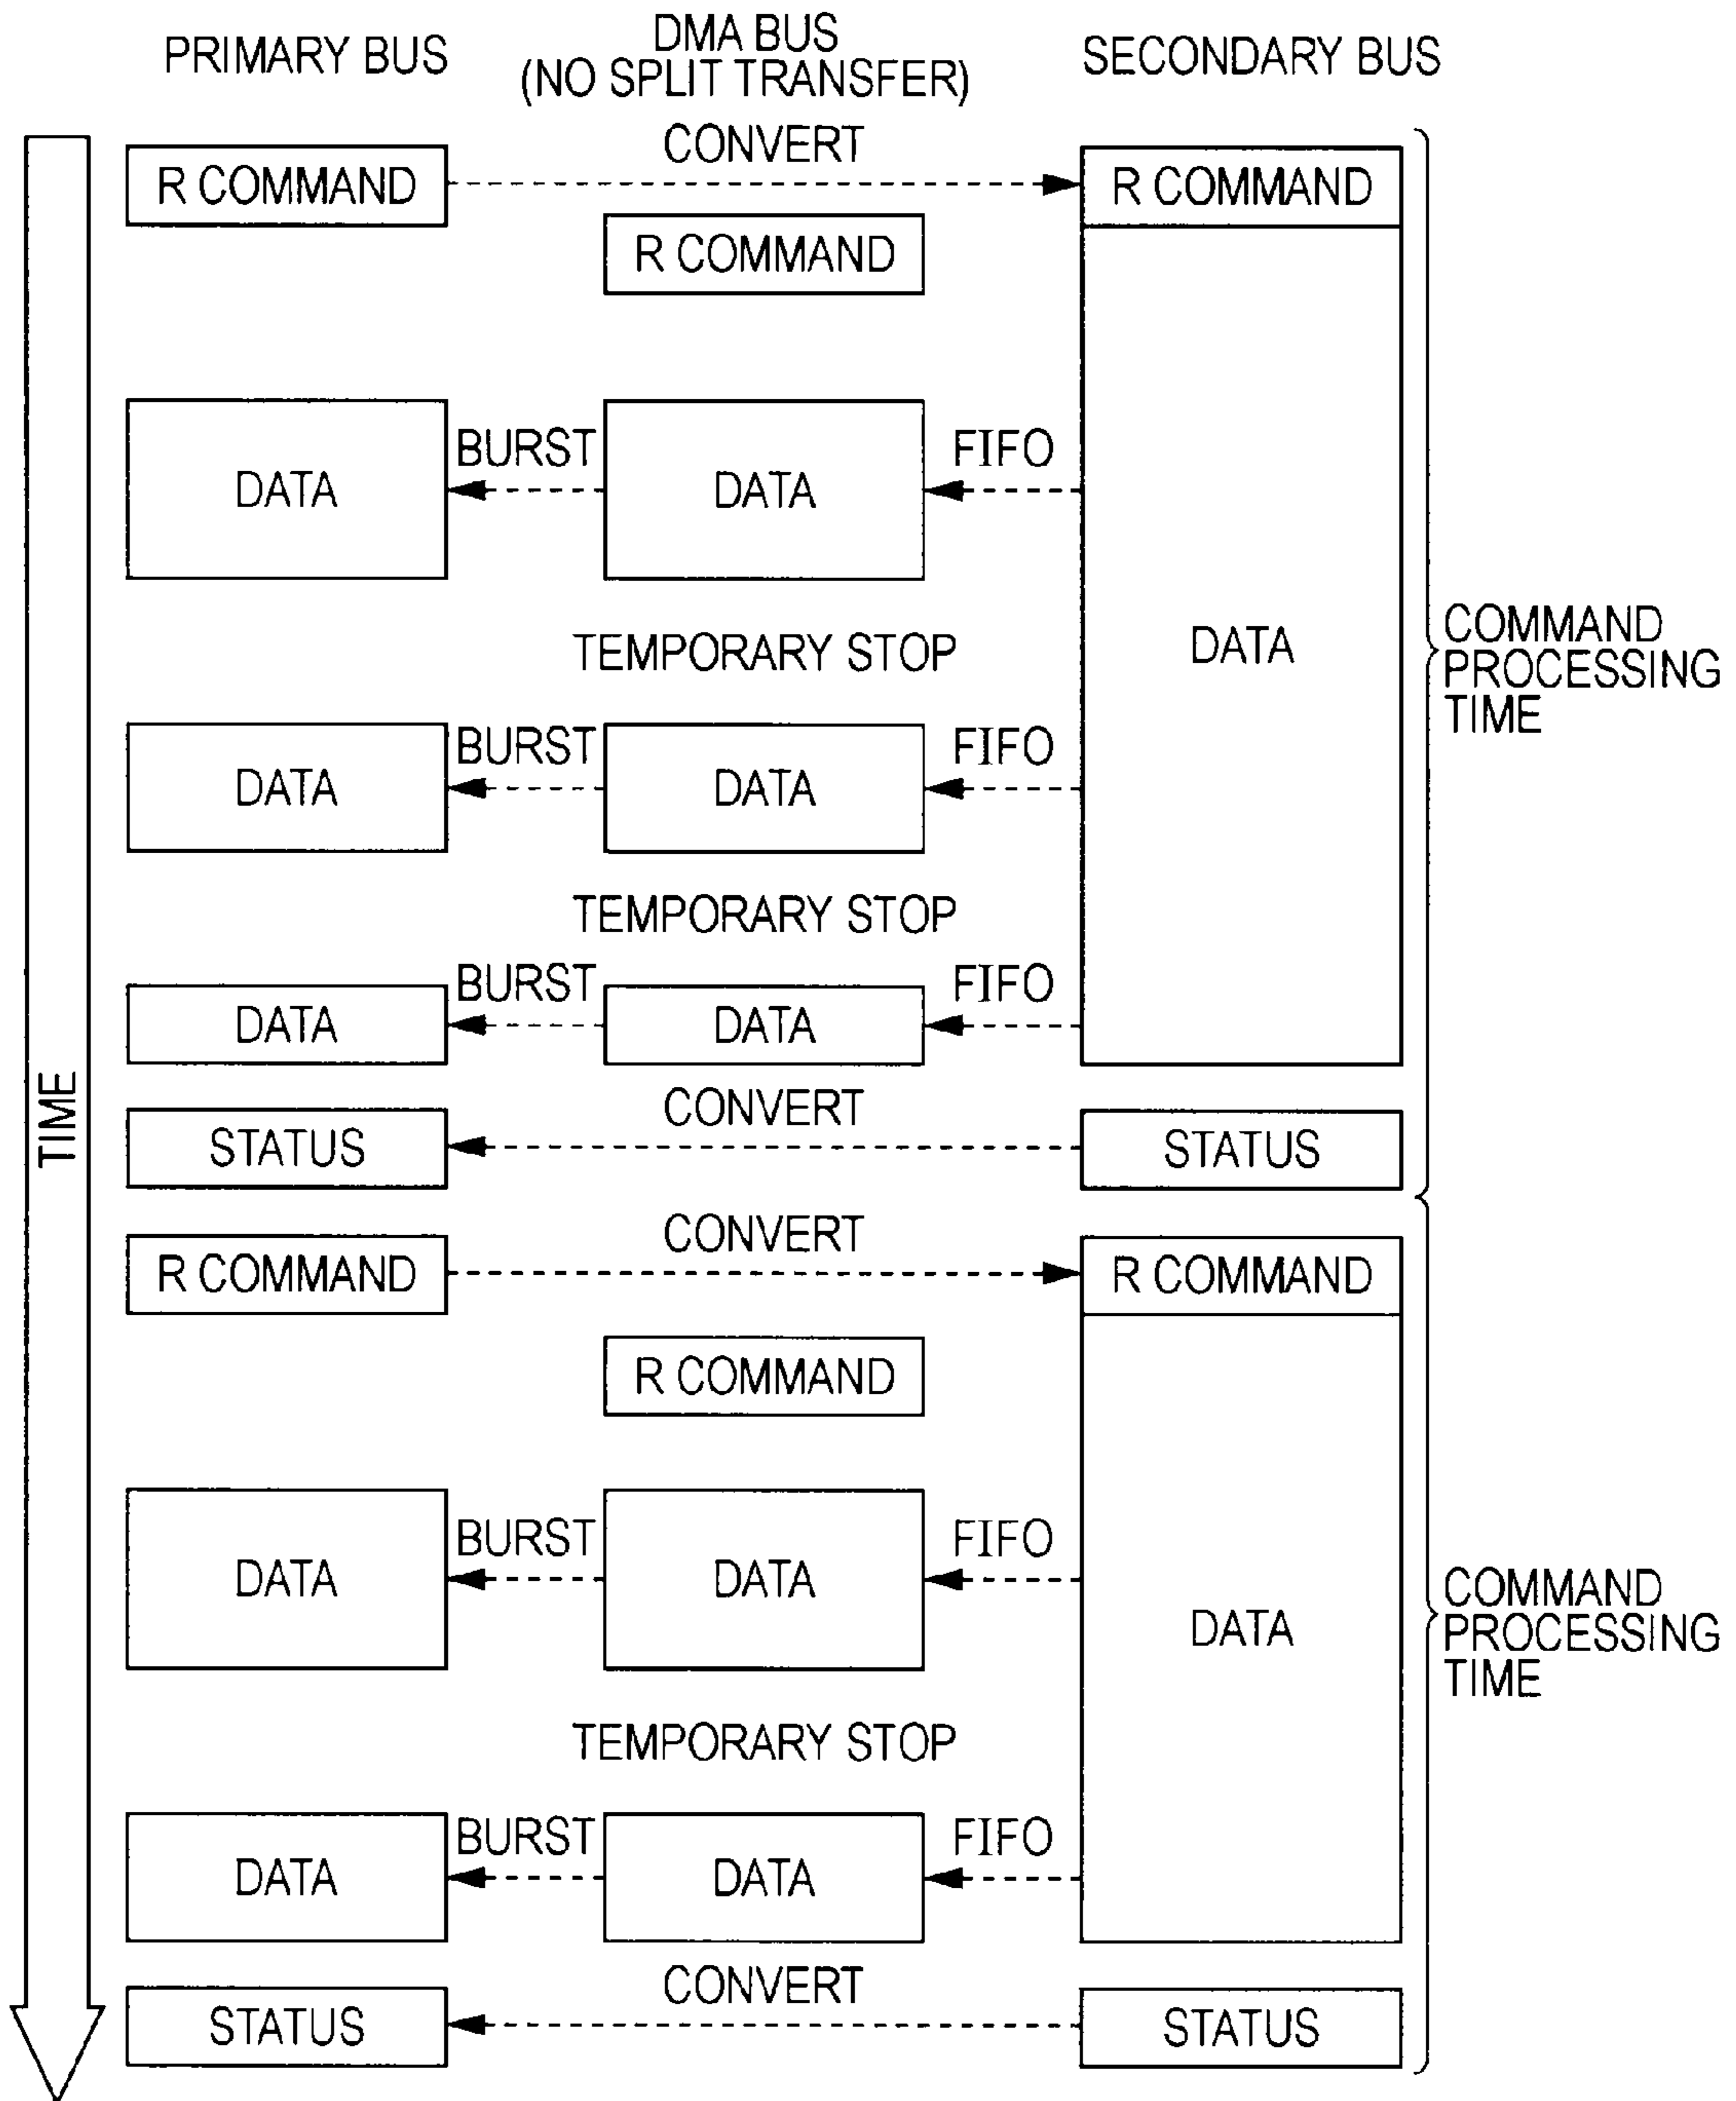 PRIMARY BUS
DMA BUS
(NO SPLIT TRANSFER)
SECONDARY BUS
CONVERT
R COMMAND
R COMMAND
R COMMAND
DATA
BURST
DATA
FIFO
DATA
COMMAND
PROCESSING
TIME
TEMPORARY STOP
DATA
BURST
DATA
FIFO
TEMPORARY STOP
DATA
BURST
DATA
FIFO
TIME
CONVERT
STATUS
STATUS
CONVERT
R COMMAND
R COMMAND
R COMMAND
DATA
BURST
DATA
FIFO
DATA
COMMAND
PROCESSING
TIME
TEMPORARY STOP
DATA
BURST
DATA
FIFO
CONVERT
STATUS
STATUS